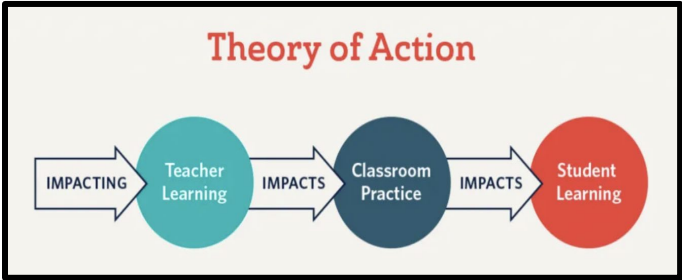 Theory of Action
IMPACTING
Teacher
Learning
IMPACTS
Classroom
Practice
IMPACTS
Student
Learning